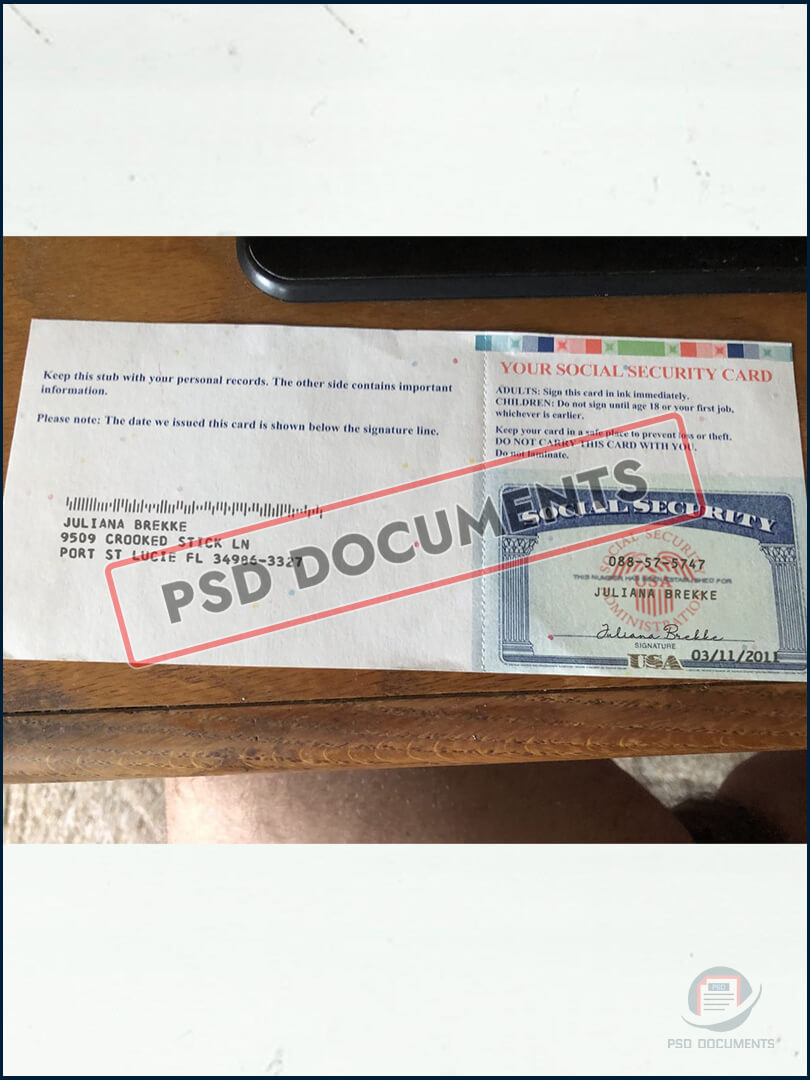 Keep this stub with your personal records. The other side contains important
information.
Please note: The date we issued this card is shown below the signature line.
JULIANA BREKKE
9509 CROOKED STICK LN
PORT ST LUCIE FL 34986-3327
YOUR SOCIAL SECURITY CARD
ADULTS: Sign this card in ink immediately.
CHILDREN: Do not sign until age 18 or your first job,
whichever is earlier.
Keep your card in a safe place to prevent loss or theft.
DO NOT CARRY THIS CARD WITH YOU.
Do not laminate.
SOCIAL SECURITY
SOCIAL SECURITY
088-57-5747
THIS NUMBER HAS BEEN ESTABLISHED FOR
USA
JULIANA BREKKE
ADMINISTRATION
Juliana Brekke
SIGNATURE
USA
03/11/2011
PSD DOCUMENTS
PSD
PSD DOCUMENTS